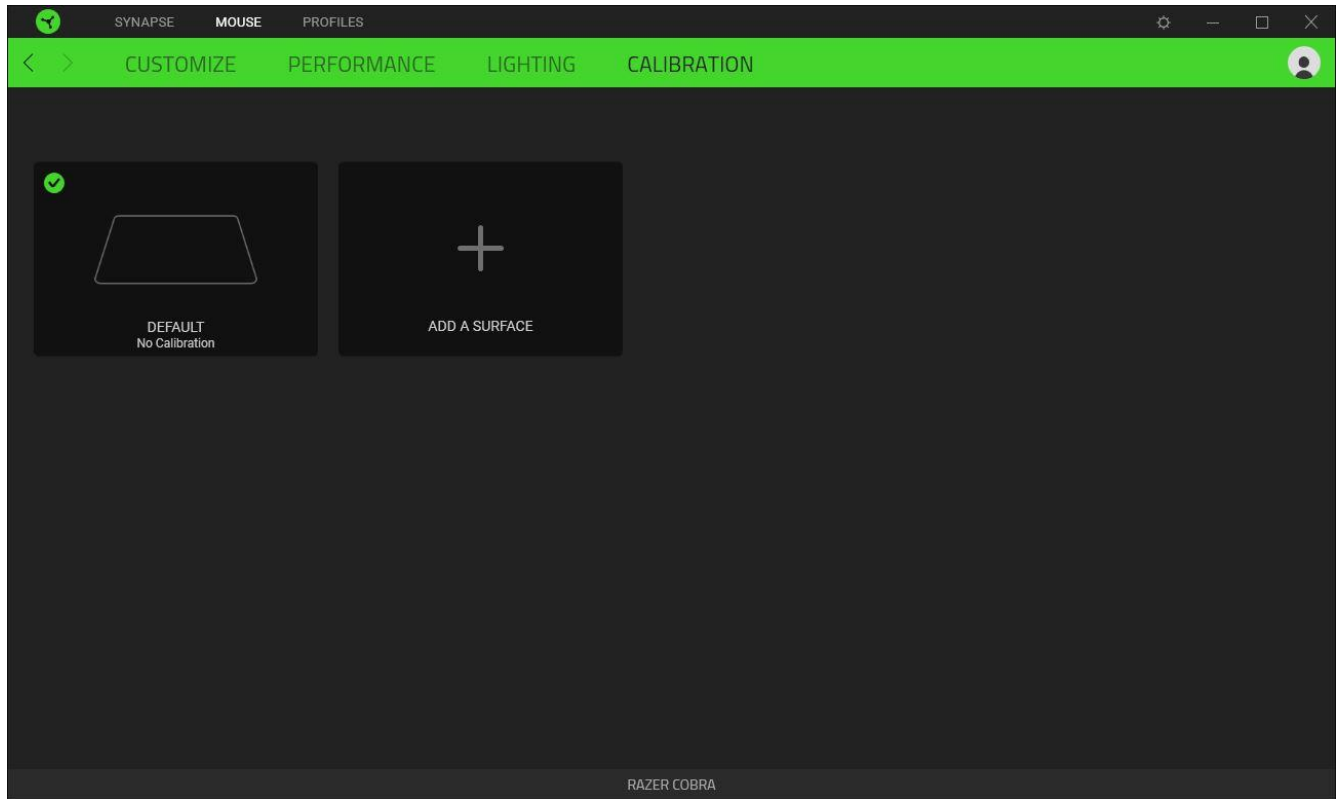 SYNAPSE MOUSE PROFILES
CUSTOMIZE PERFORMANCE LIGHTING CALIBRATION
DEFAULT
No Calibration
ADD A SURFACE
RAZER COBRA